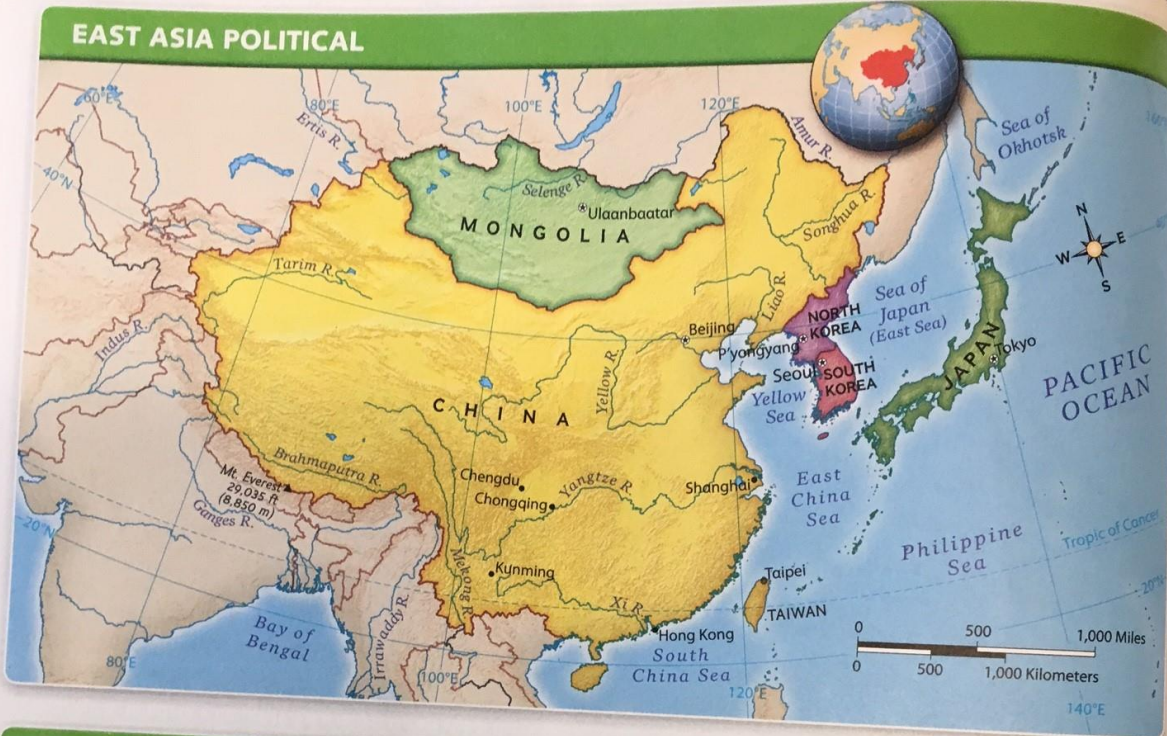 EAST ASIA POLITICAL
60°E
80°E
100°E
120°E
Ertis R.
Amur R.
Sea of
Okhotsk
40°N
Selenge R.
Ulaanbaatar
MONGOLIA
Songhua R.
N
W
E
S
Tarim R.
Liao R.
Sea of
Japan
(East Sea)
NORTH
KOREA
Indus R.
Beijing
P'yongyang
Seoul
SOUTH
KOREA
JAPAN
Tokyo
PACIFIC
OCEAN
Yellow R.
Yellow
Sea
CHINA
Brahmaputra R.
Mt. Everest
29,035 ft
(8,850 m)
Ganges R.
Chengdu
Chongqing
Yangtze R.
Shanghai
East
China
Sea
20°N
Philippine
Sea
Tropic of Cancer
Mekong R.
Kunming
Taipei
TAIWAN
20°
Xi R.
Hong Kong
Irrawaddy R.
Bay of
Bengal
South
China Sea
0
500
1,000 Miles
0
500
1,000 Kilometers
80°E
100°E
120°E
140°E